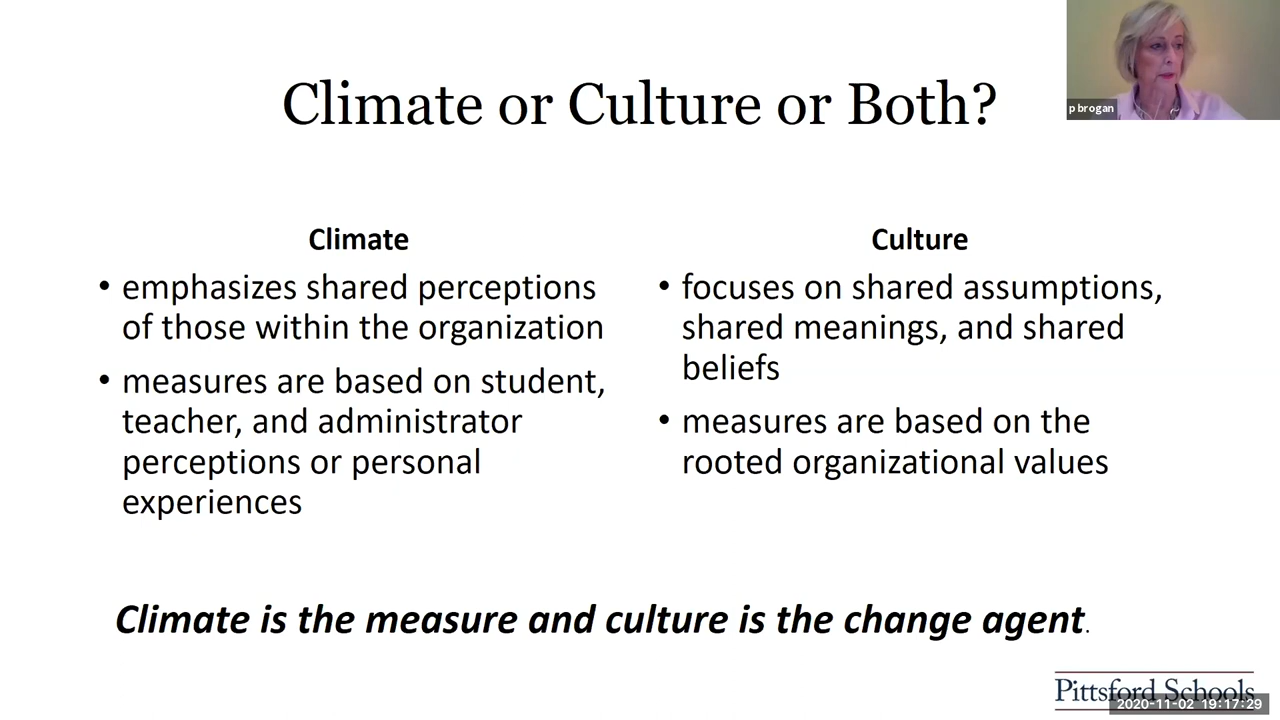 Climate or Culture or Both?
p brogan
Climate
• emphasizes shared perceptions
of those within the organization
• measures are based on student,
teacher, and administrator
perceptions or personal
experiences
Culture
• focuses on shared assumptions,
shared meanings, and shared
beliefs
• measures are based on the
rooted organizational values
Climate is the measure and culture is the change agent.
Pittsford Schools
2020-11-02 19:17:29